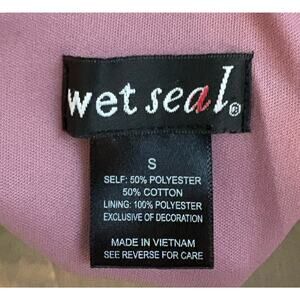 wet seal®
S
SELF: 50% POLYESTER
50% COTTON
LINING: 100% POLYESTER
EXCLUSIVE OF DECORATION
MADE IN VIETNAM
SEE REVERSE FOR CARE